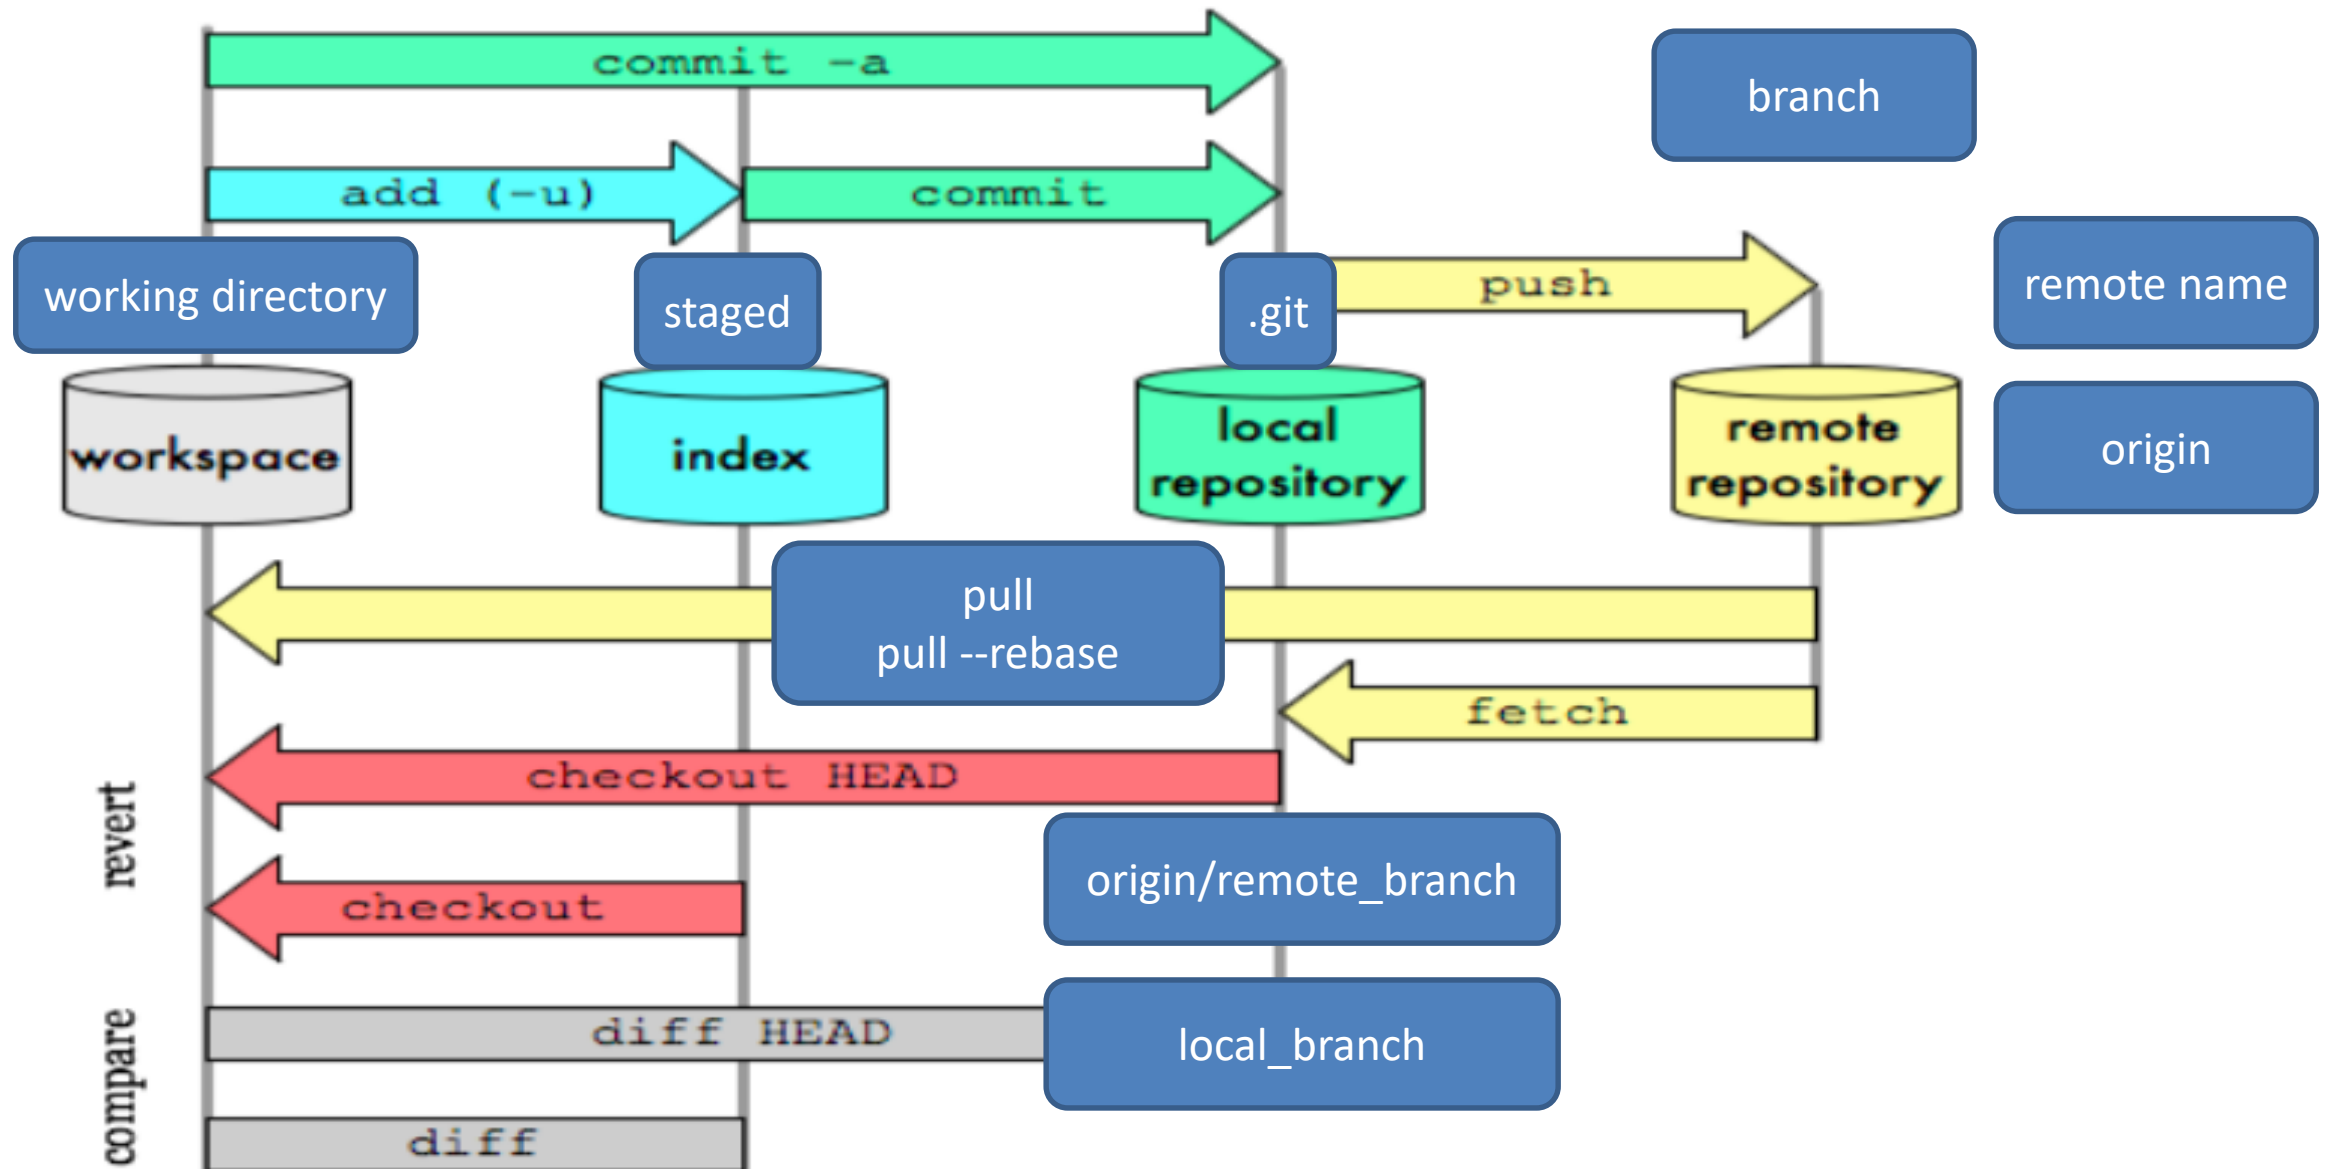 commit -a
branch
add (-u)
commit
working directory
staged
.git
push
remote name
workspace
index
local
repository
remote
repository
origin
pull
pull --rebase
fetch
revert
checkout HEAD
origin/remote_branch
checkout
compare
diff HEAD
local_branch
diff